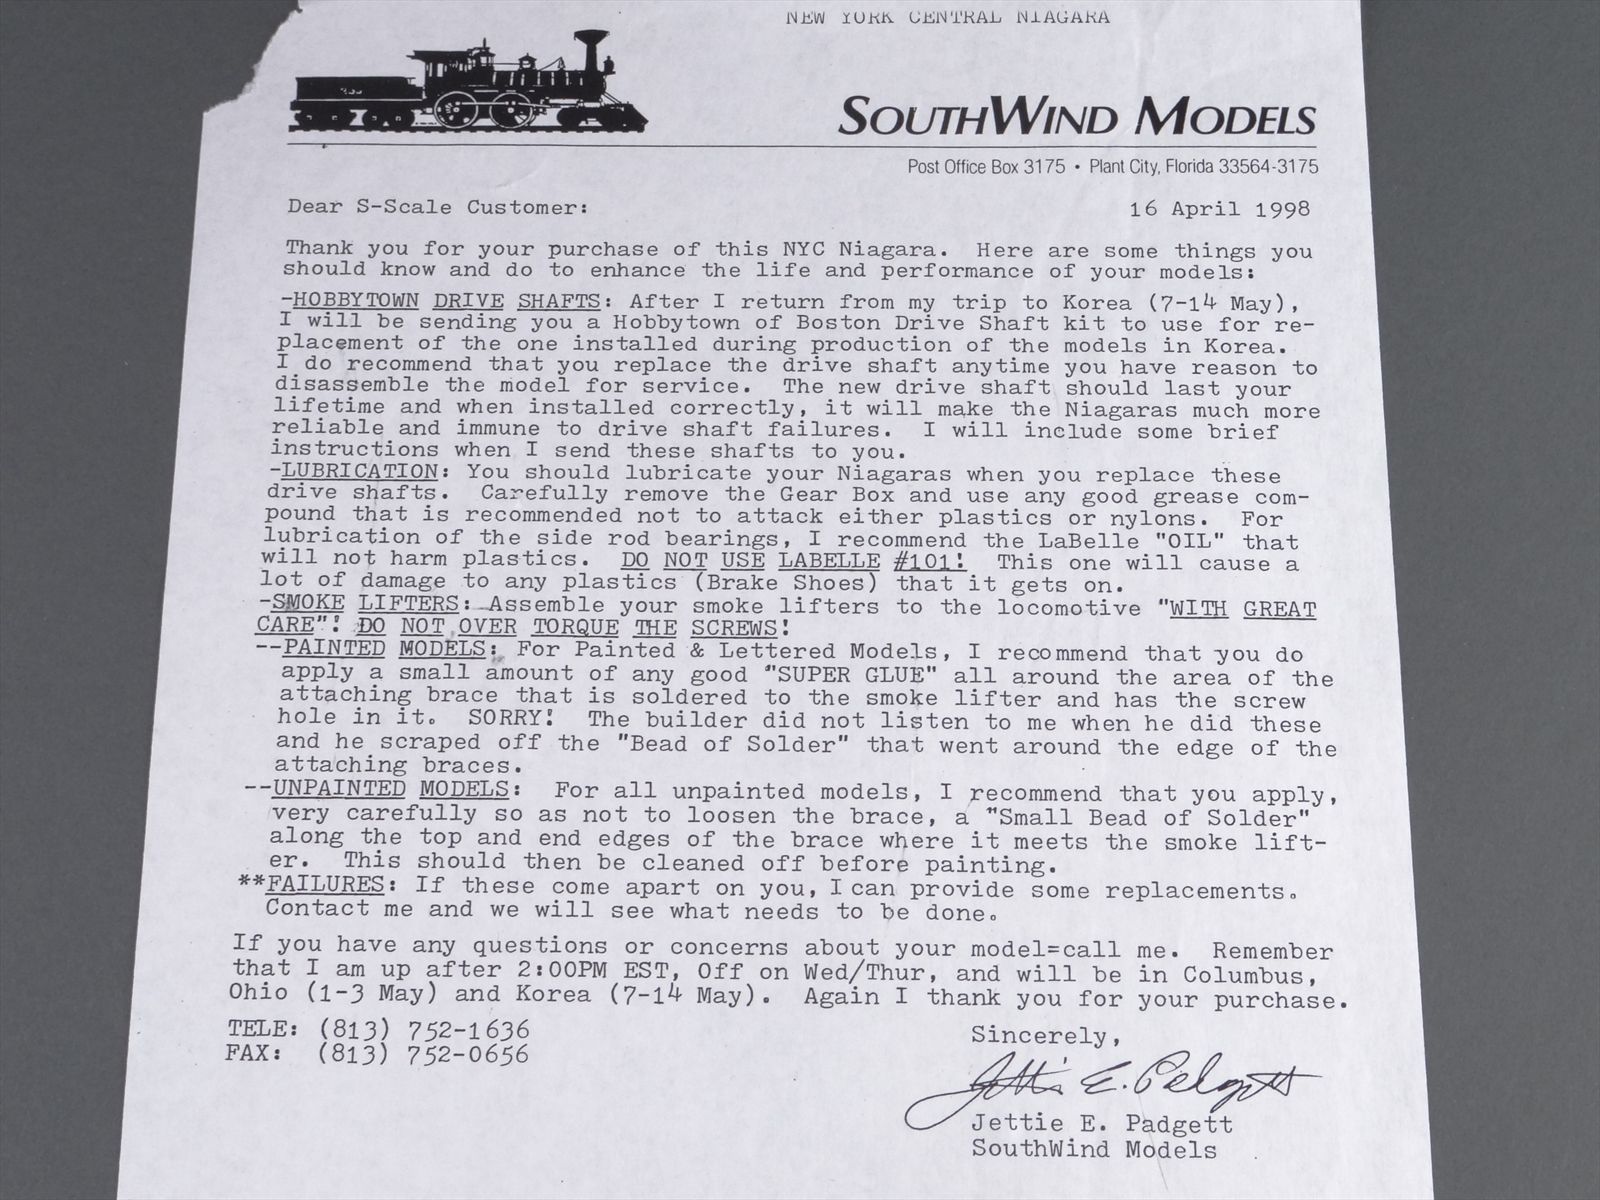 NEW YORK CENTRAL NIAGARA
SOUTHWIND MODELS
Post Office Box 3175 • Plant City, Florida 33564-3175
Dear S-Scale Customer: 16 April 1998
Thank you for your purchase of this NYC Niagara. Here are some things you
should know and do to enhance the life and performance of your models:
-HOBBYTOWN DRIVE SHAFTS: After I return from my trip to Korea (7-14 May),
I will be sending you a Hobbytown of Boston Drive Shaft kit to use for re-
placement of the one installed during production of the models in Korea.
I do recommend that you replace the drive shaft anytime you have reason to
disassemble the model for service. The new drive shaft should last your
lifetime and when installed correctly, it will make the Niagaras much more
reliable and immune to drive shaft failures. I will include some brief
instructions when I send these shafts to you.
-LUBRICATION: You should lubricate your Niagaras when you replace these
drive shafts. Carefully remove the Gear Box and use any good grease com-
pound that is recommended not to attack either plastics or nylons. For
lubrication of the side rod bearings, I recommend the LaBelle "OIL" that
will not harm plastics. DO NOT USE LABELLE #101! This one will cause a
lot of damage to any plastics (Brake Shoes) that it gets on.
-SMOKE LIFTERS: Assemble your smoke lifters to the locomotive "WITH GREAT
CARE"! DO NOT OVER TORQUE THE SCREWS!
--PAINTED MODELS: For Painted & Lettered Models, I recommend that you do
apply a small amount of any good "SUPER GLUE" all around the area of the
attaching brace that is soldered to the smoke lifter and has the screw
hole in it. SORRY! The builder did not listen to me when he did these
and he scraped off the "Bead of Solder" that went around the edge of the
attaching braces.
--UNPAINTED MODELS: For all unpainted models, I recommend that you apply,
very carefully so as not to loosen the brace, a "Small Bead of Solder"
along the top and end edges of the brace where it meets the smoke lift-
er. This should then be cleaned off before painting.
**FAILURES: If these come apart on you, I can provide some replacements.
Contact me and we will see what needs to be done.
If you have any questions or concerns about your model=call me. Remember
that I am up after 2:00PM EST, Off on Wed/Thur, and will be in Columbus,
Ohio (1-3 May) and Korea (7-14 May). Again I thank you for your purchase.
TELE: (813) 752-1636
FAX: (813) 752-0656
Sincerely,
Jettie E. Padgett
Jettie E. Padgett
SouthWind Models